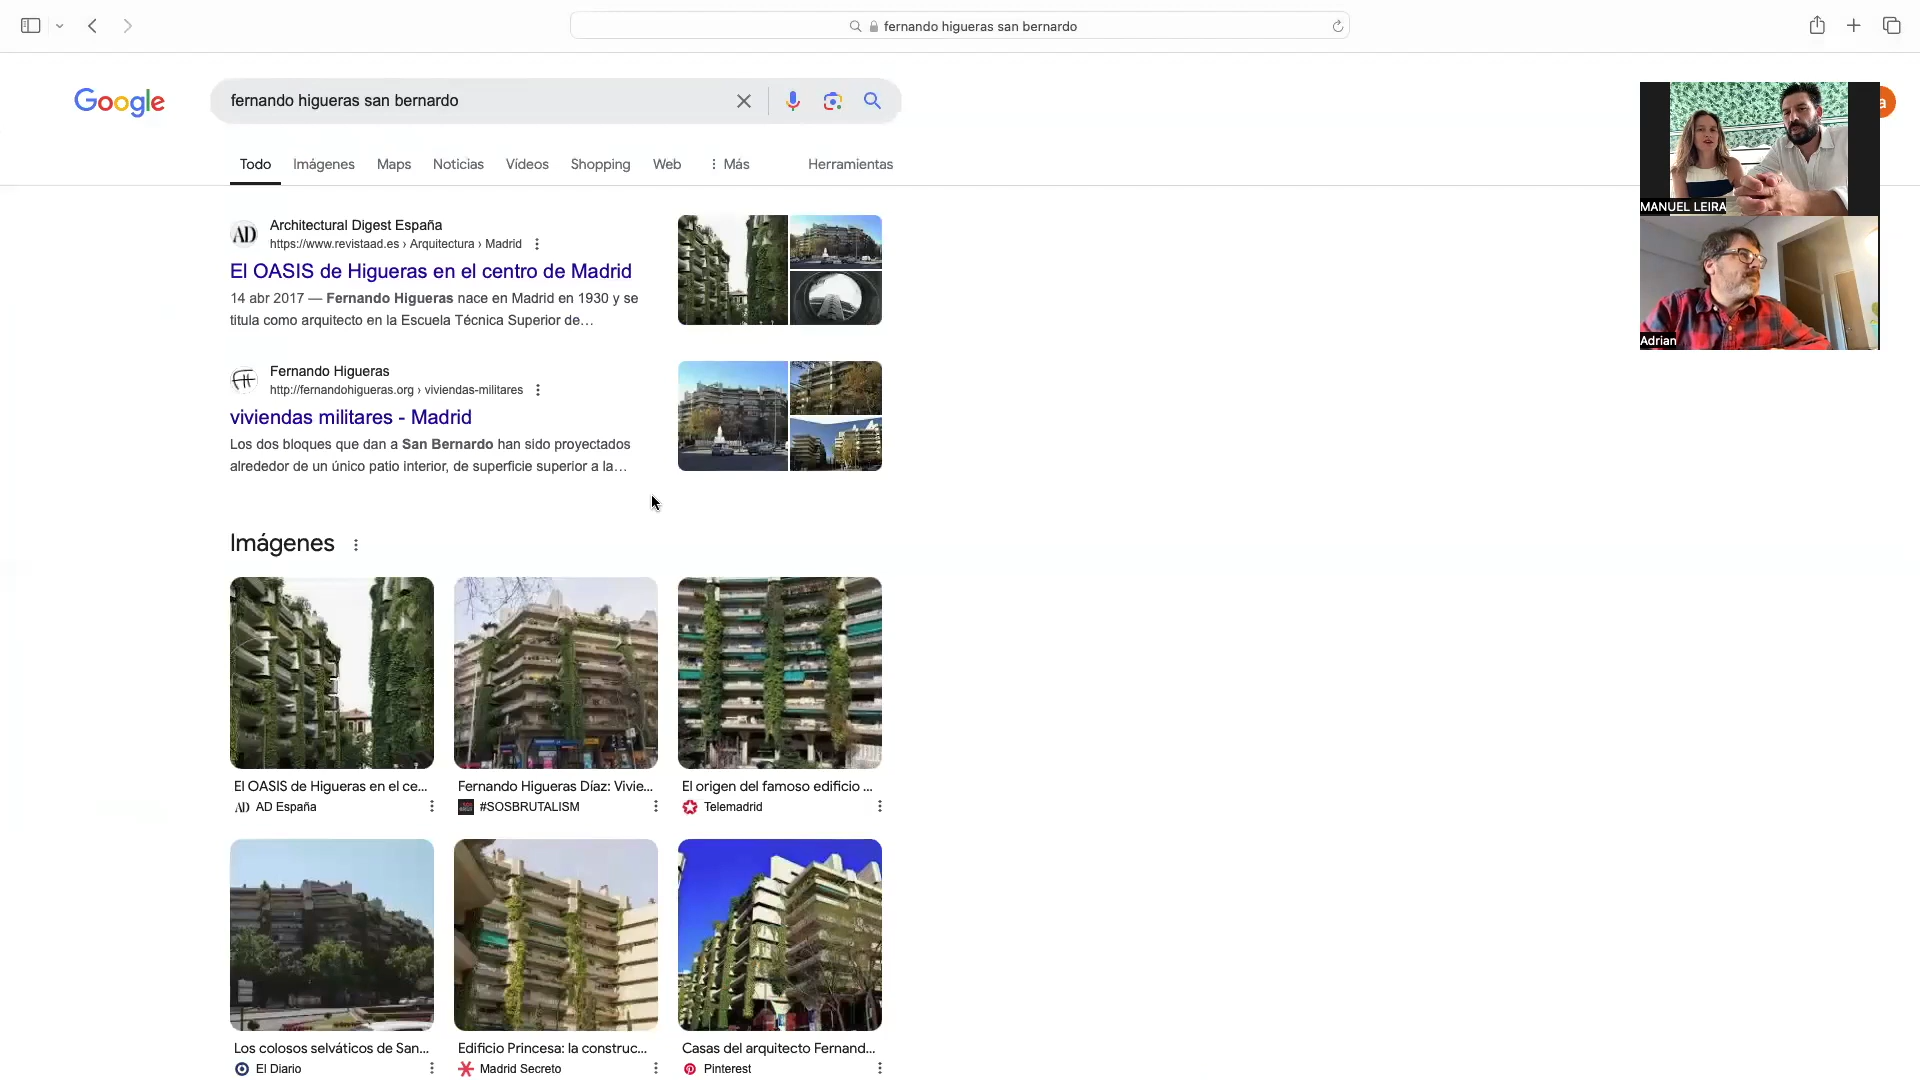 fernando higueras san bernardo
Google
fernando higueras san bernardo
a
Todo Imágenes Maps Noticias Vídeos Shopping Web Más Herramientas
MANUEL LEIRA
Adrian
AD
Architectural Digest España
https://www.revistaad.es › Arquitectura › Madrid
El OASIS de Higueras en el centro de Madrid
14 abr 2017 — Fernando Higueras nace en Madrid en 1930 y se
titula como arquitecto en la Escuela Técnica Superior de...
Fernando Higueras
http://fernandohigueras.org › viviendas-militares
viviendas militares - Madrid
Los dos bloques que dan a San Bernardo han sido proyectados
alrededor de un único patio interior, de superficie superior a la...
Imágenes
El OASIS de Higueras en el ce...
AD AD España
Fernando Higueras Díaz: Vivie...
#SOSBRUTALISM
El origen del famoso edificio ...
Telemadrid
Los colosos selváticos de San...
El Diario
Edificio Princesa: la construc...
Madrid Secreto
Casas del arquitecto Fernand...
Pinterest